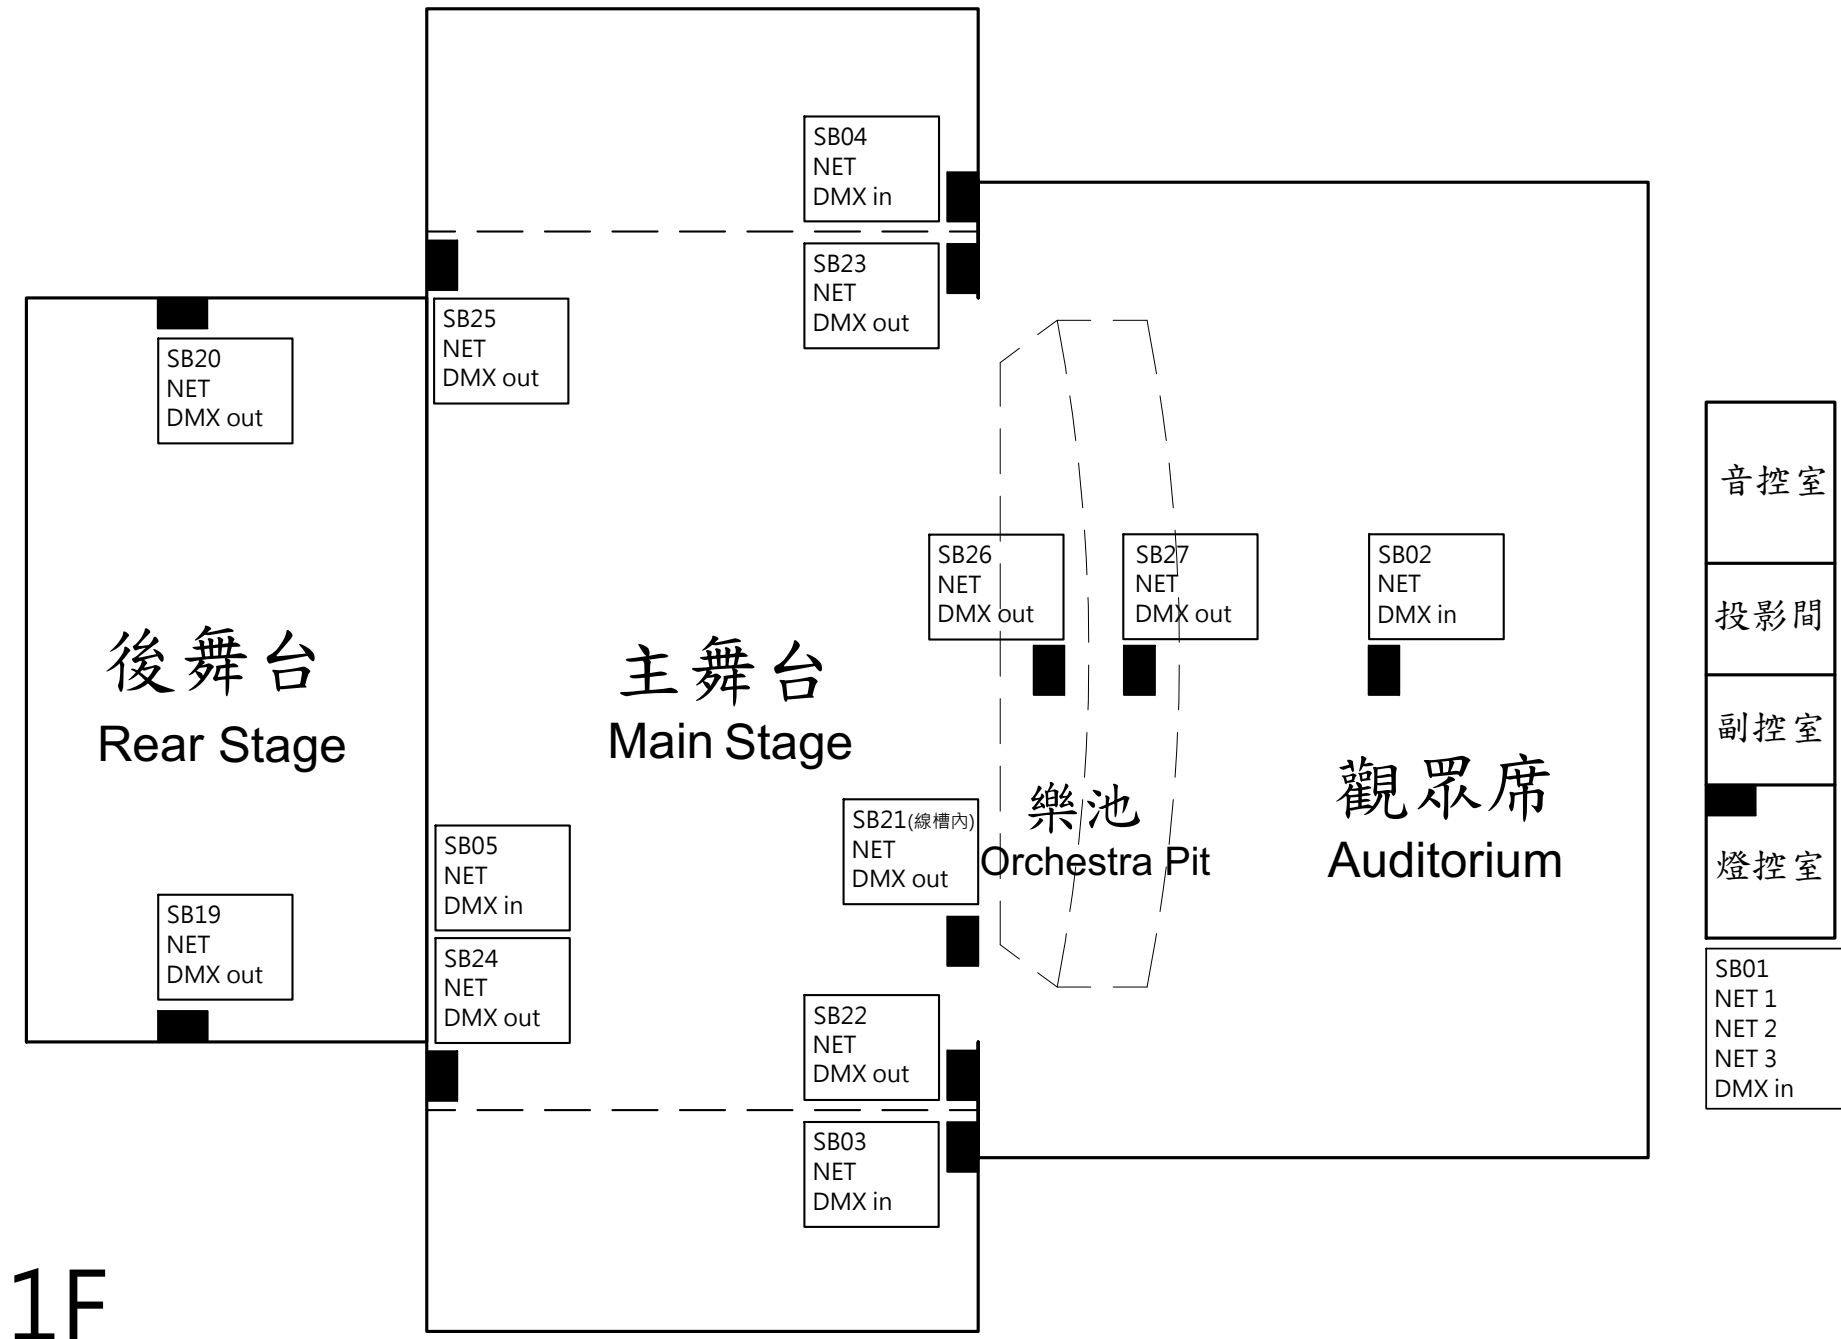 SB04
NET
DMX in
SB23
NET
DMX out
SB25
NET
DMX out
SB20
NET
DMX out
音控室
SB26
NET
DMX out
SB27
NET
DMX out
SB02
NET
DMX in
投影間
後舞台
Rear Stage
主舞台
Main Stage
副控室
樂池
Orchestra Pit
觀眾席
Auditorium
SB21(線槽內)
NET
DMX out
SB05
NET
DMX in
燈控室
SB19
NET
DMX out
SB24
NET
DMX out
SB01
NET 1
NET 2
NET 3
DMX in
SB22
NET
DMX out
SB03
NET
DMX in
1F